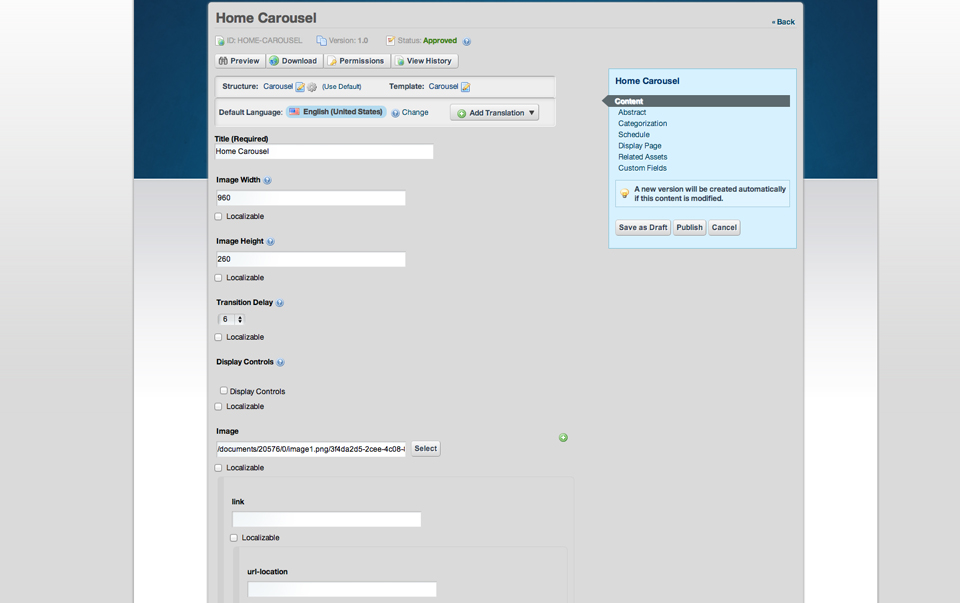 Home Carousel
« Back
ID: HOME-CAROUSEL Version: 1.0 Status: Approved
Preview Download Permissions View History
Structure: Carousel (Use Default) Template: Carousel
Default Language: English (United States) Change Add Translation
Title (Required)
Home Carousel
Image Width
960
Localizable
Image Height
260
Localizable
Transition Delay
6
Localizable
Display Controls
Display Controls
Localizable
Image
/documents/20576/0/image1.png/3f4da2d5-2cee-4c08- Select
Localizable
link
Localizable
url-location
Home Carousel
Content
Abstract
Categorization
Schedule
Display Page
Related Assets
Custom Fields
A new version will be created automatically
if this content is modified.
Save as Draft Publish Cancel